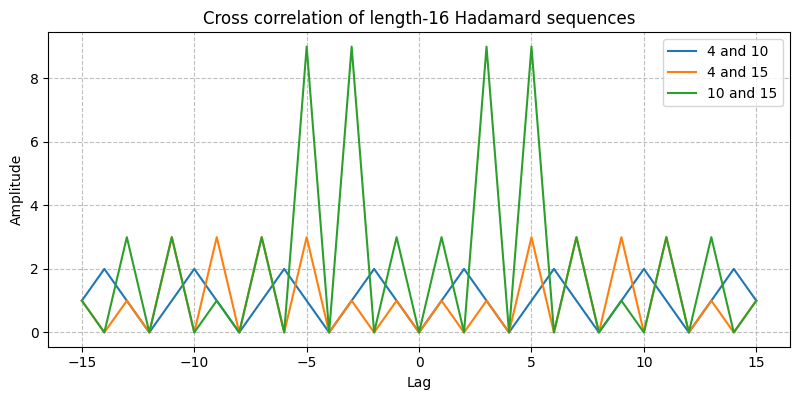 Cross correlation of length-16 Hadamard sequences
4 and 10
4 and 15
10 and 15
Amplitude
8
6
4
2
0
−15
−10
−5
0
5
10
15
Lag